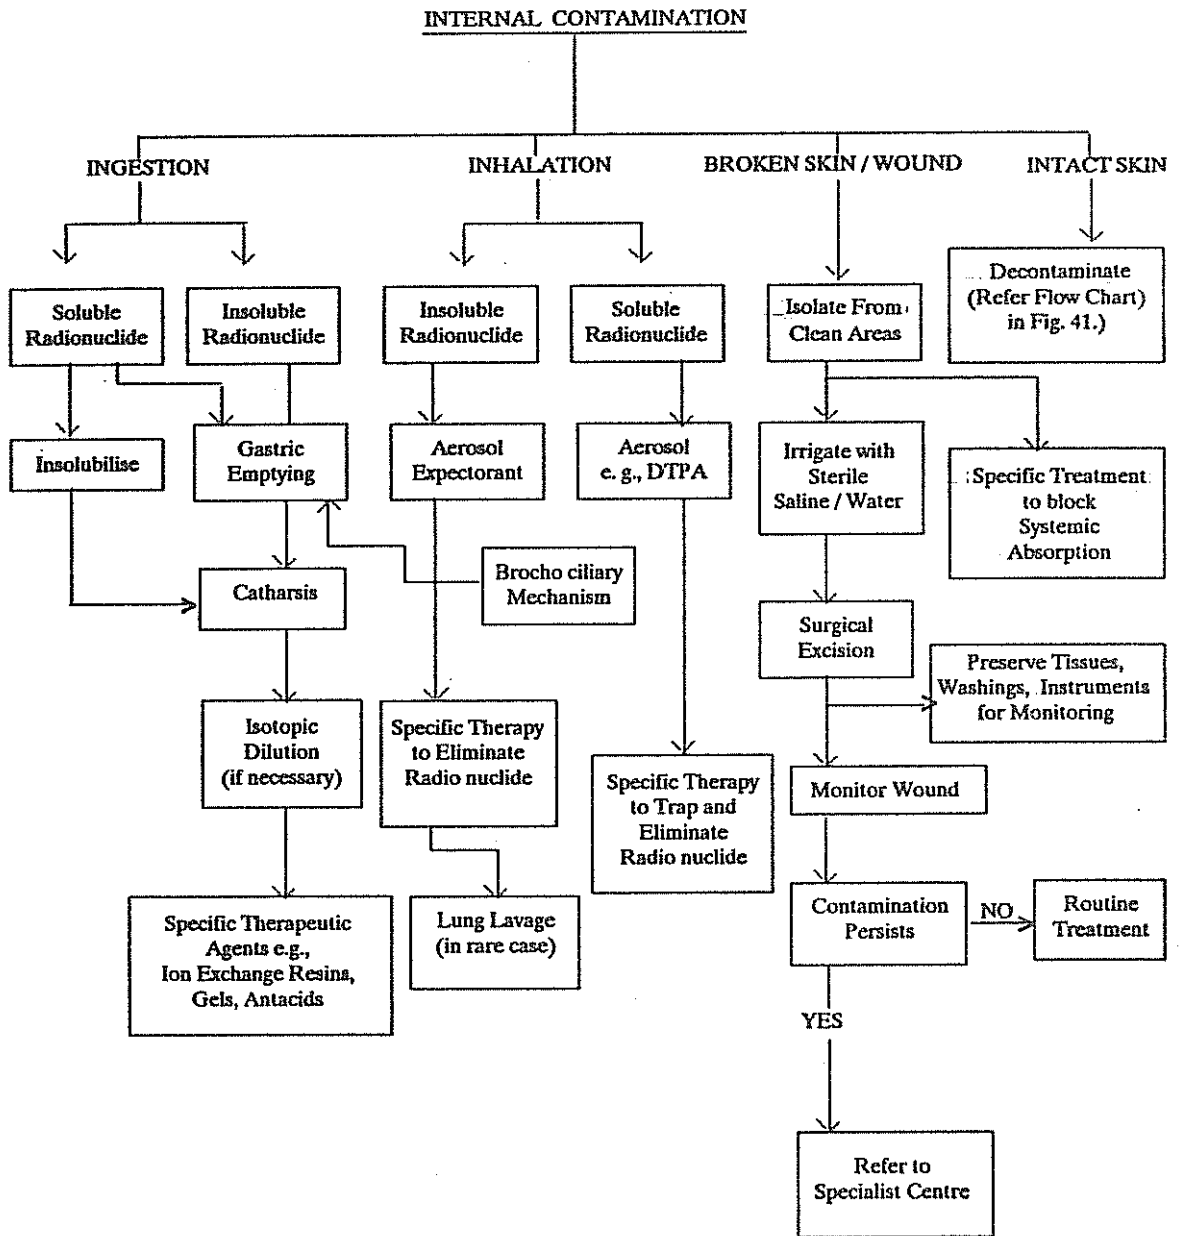 INTERNAL CONTAMINATION
INGESTION
INHALATION
BROKEN SKIN / WOUND
INTACT SKIN
Soluble
Radionuclide
Insoluble
Radionuclide
Insoluble
Radionuclide
Soluble
Radionuclide
Isolate From
Clean Areas
Decontaminate
(Refer Flow Chart)
in Fig. 41.)
Insolubilise
Gastric
Emptying
Aerosol
Expectorant
Aerosol
e. g., DTPA
Irrigate with
Sterile
Saline / Water
Specific Treatment
to block
Systemic
Absorption
Catharsis
Brocho ciliary
Mechanism
Surgical
Excision
Preserve Tissues,
Washings, Instruments
for Monitoring
Isotopic
Dilution
(if necessary)
Specific Therapy
to Eliminate
Radio nuclide
Specific Therapy
to Trap and
Eliminate
Radio nuclide
Monitor Wound
Specific Therapeutic
Agents e.g.,
Ion Exchange Resins,
Gels, Antacids
Lung Lavage
(in rare case)
Contamination
Persists
NO
Routine
Treatment
YES
Refer to
Specialist Centre